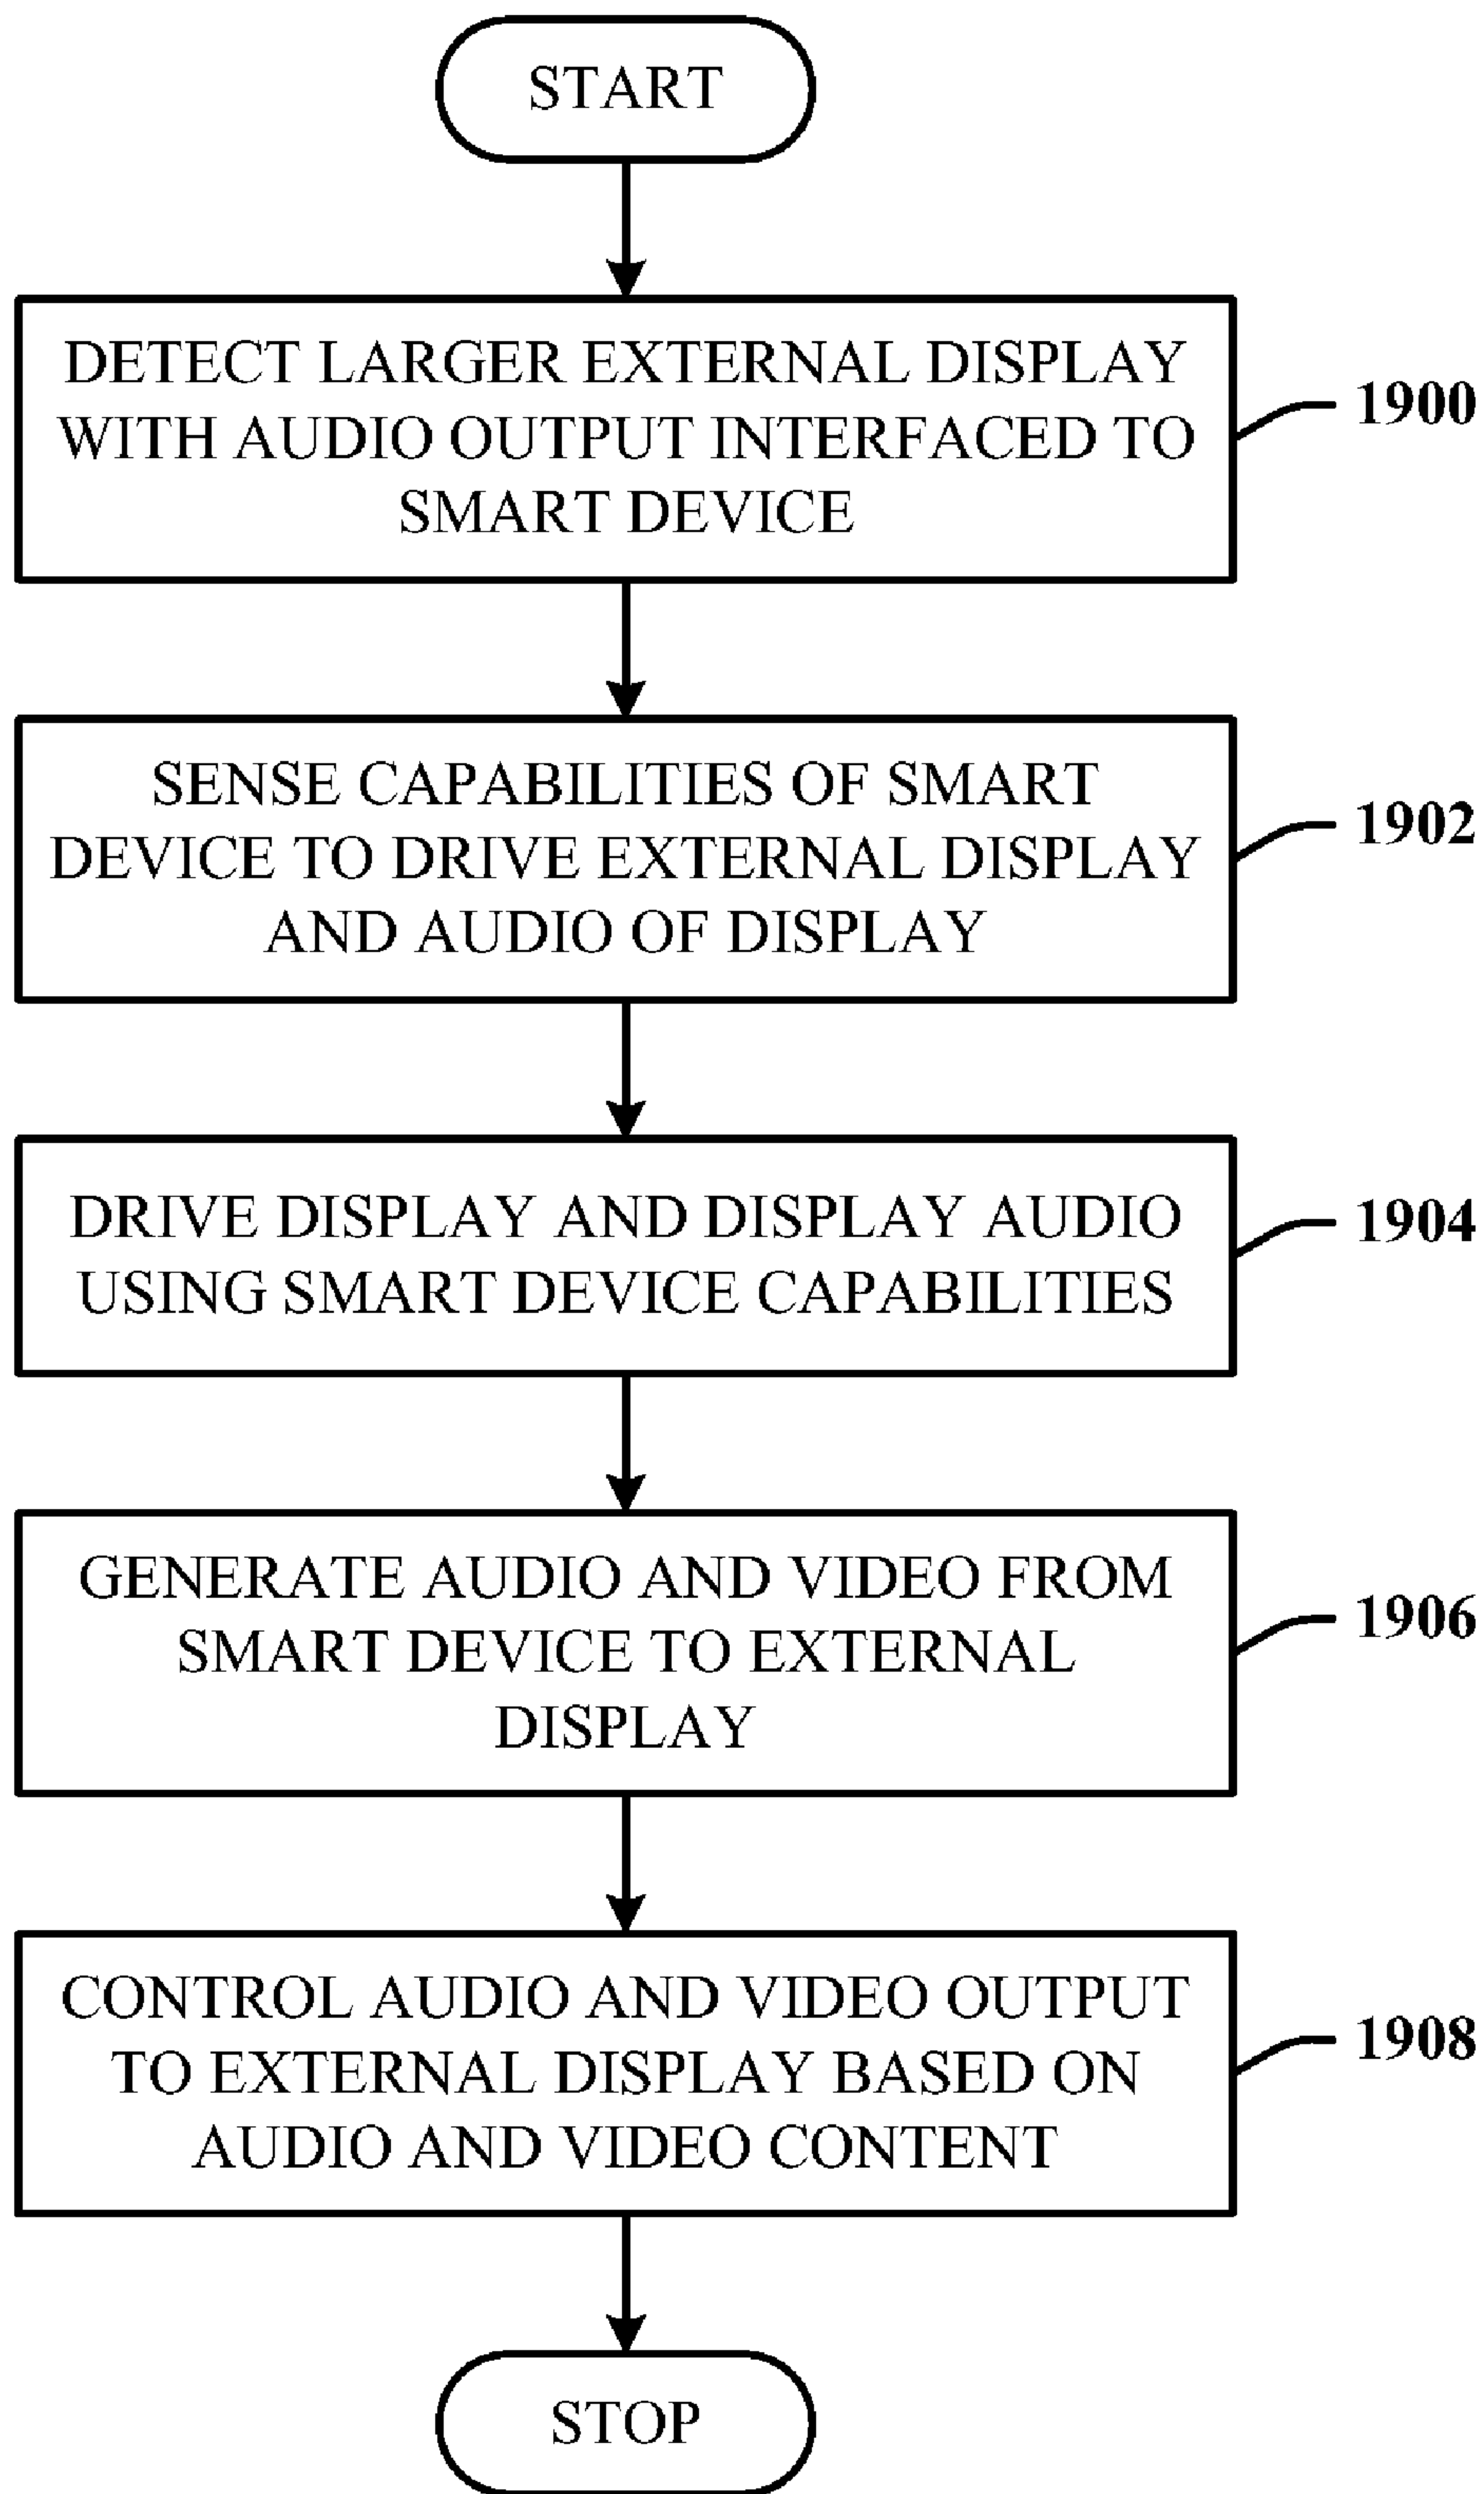 START
DETECT LARGER EXTERNAL DISPLAY
WITH AUDIO OUTPUT INTERFACED TO
SMART DEVICE
1900
SENSE CAPABILITIES OF SMART
DEVICE TO DRIVE EXTERNAL DISPLAY
AND AUDIO OF DISPLAY
1902
DRIVE DISPLAY AND DISPLAY AUDIO
USING SMART DEVICE CAPABILITIES
1904
GENERATE AUDIO AND VIDEO FROM
SMART DEVICE TO EXTERNAL
DISPLAY
1906
CONTROL AUDIO AND VIDEO OUTPUT
TO EXTERNAL DISPLAY BASED ON
AUDIO AND VIDEO CONTENT
1908
STOP